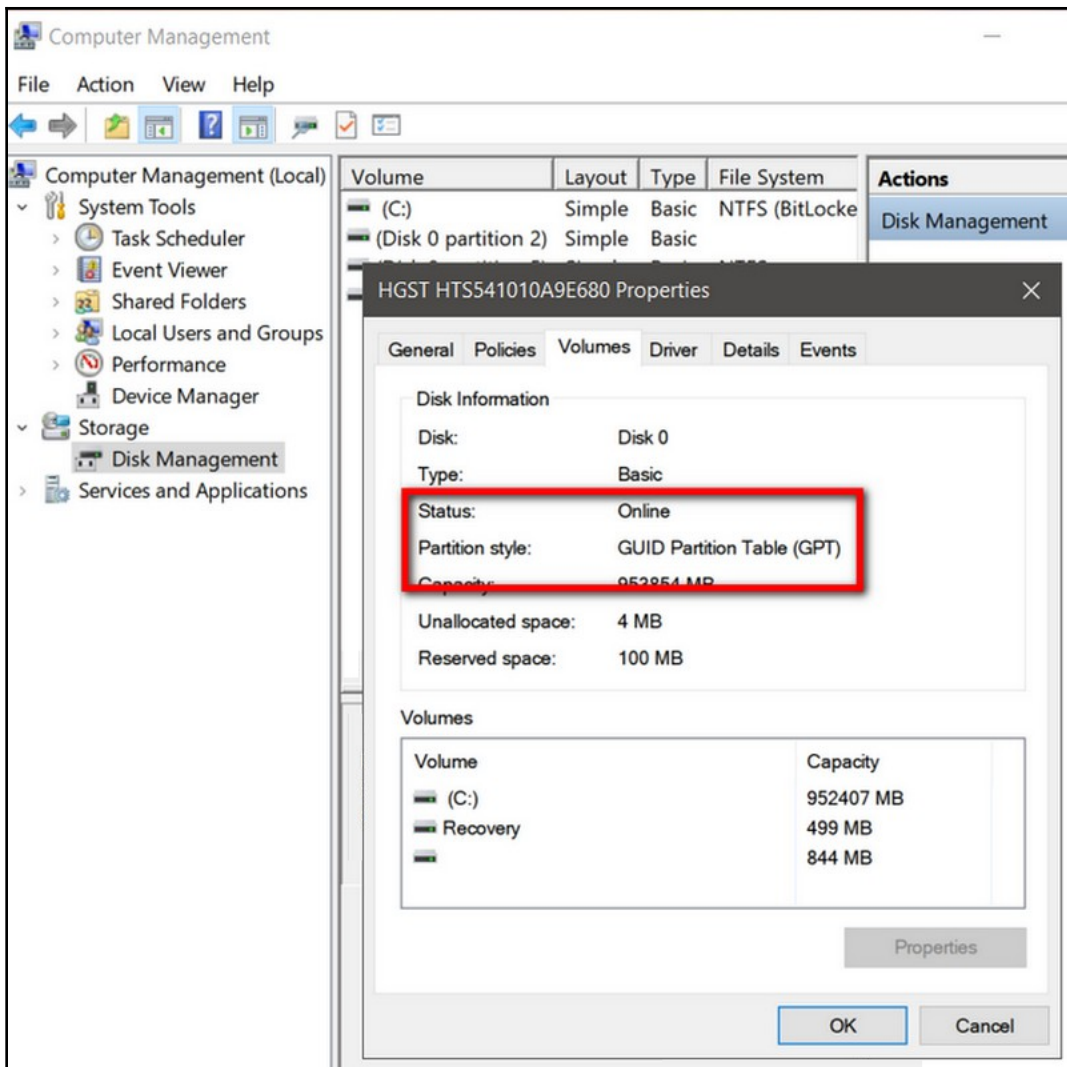 Computer Management
File Action View Help
Computer Management (Local)
System Tools
Task Scheduler
Event Viewer
Shared Folders
Local Users and Groups
Performance
Device Manager
Storage
Disk Management
Services and Applications
Volume Layout Type File System
(C:) Simple Basic NTFS (BitLocke
(Disk 0 partition 2) Simple Basic
Actions
Disk Management
HGST HTS541010A9E680 Properties
General Policies Volumes Driver Details Events
Disk Information
Disk: Disk 0
Type: Basic
Status: Online
Partition style: GUID Partition Table (GPT)
Capacity: 953854 MB
Unallocated space: 4 MB
Reserved space: 100 MB
Volumes
Volume Capacity
(C:) 952407 MB
Recovery 499 MB
844 MB
Properties
OK Cancel